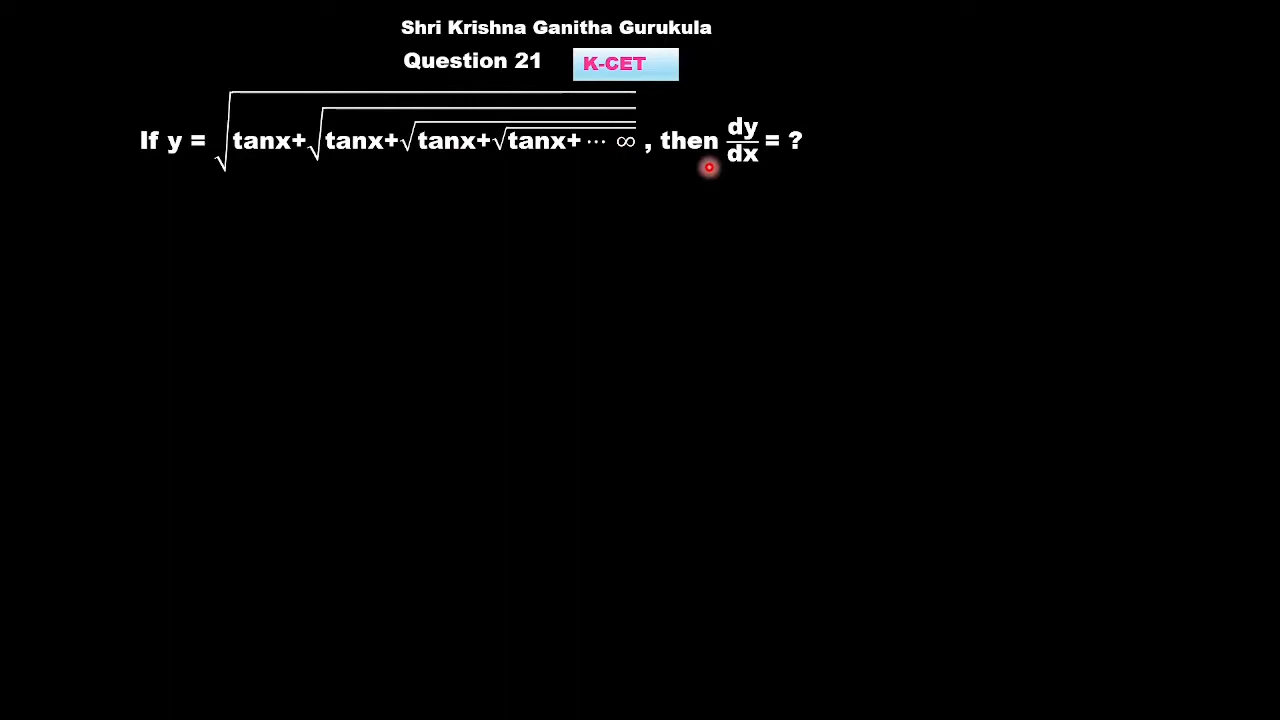 Shri Krishna Ganitha Gurukula
Question 21 K-CET
If y = √(tanx+√(tanx+√(tanx+√(tanx+ ⋯ ∞)))) , then dy/dx = ?